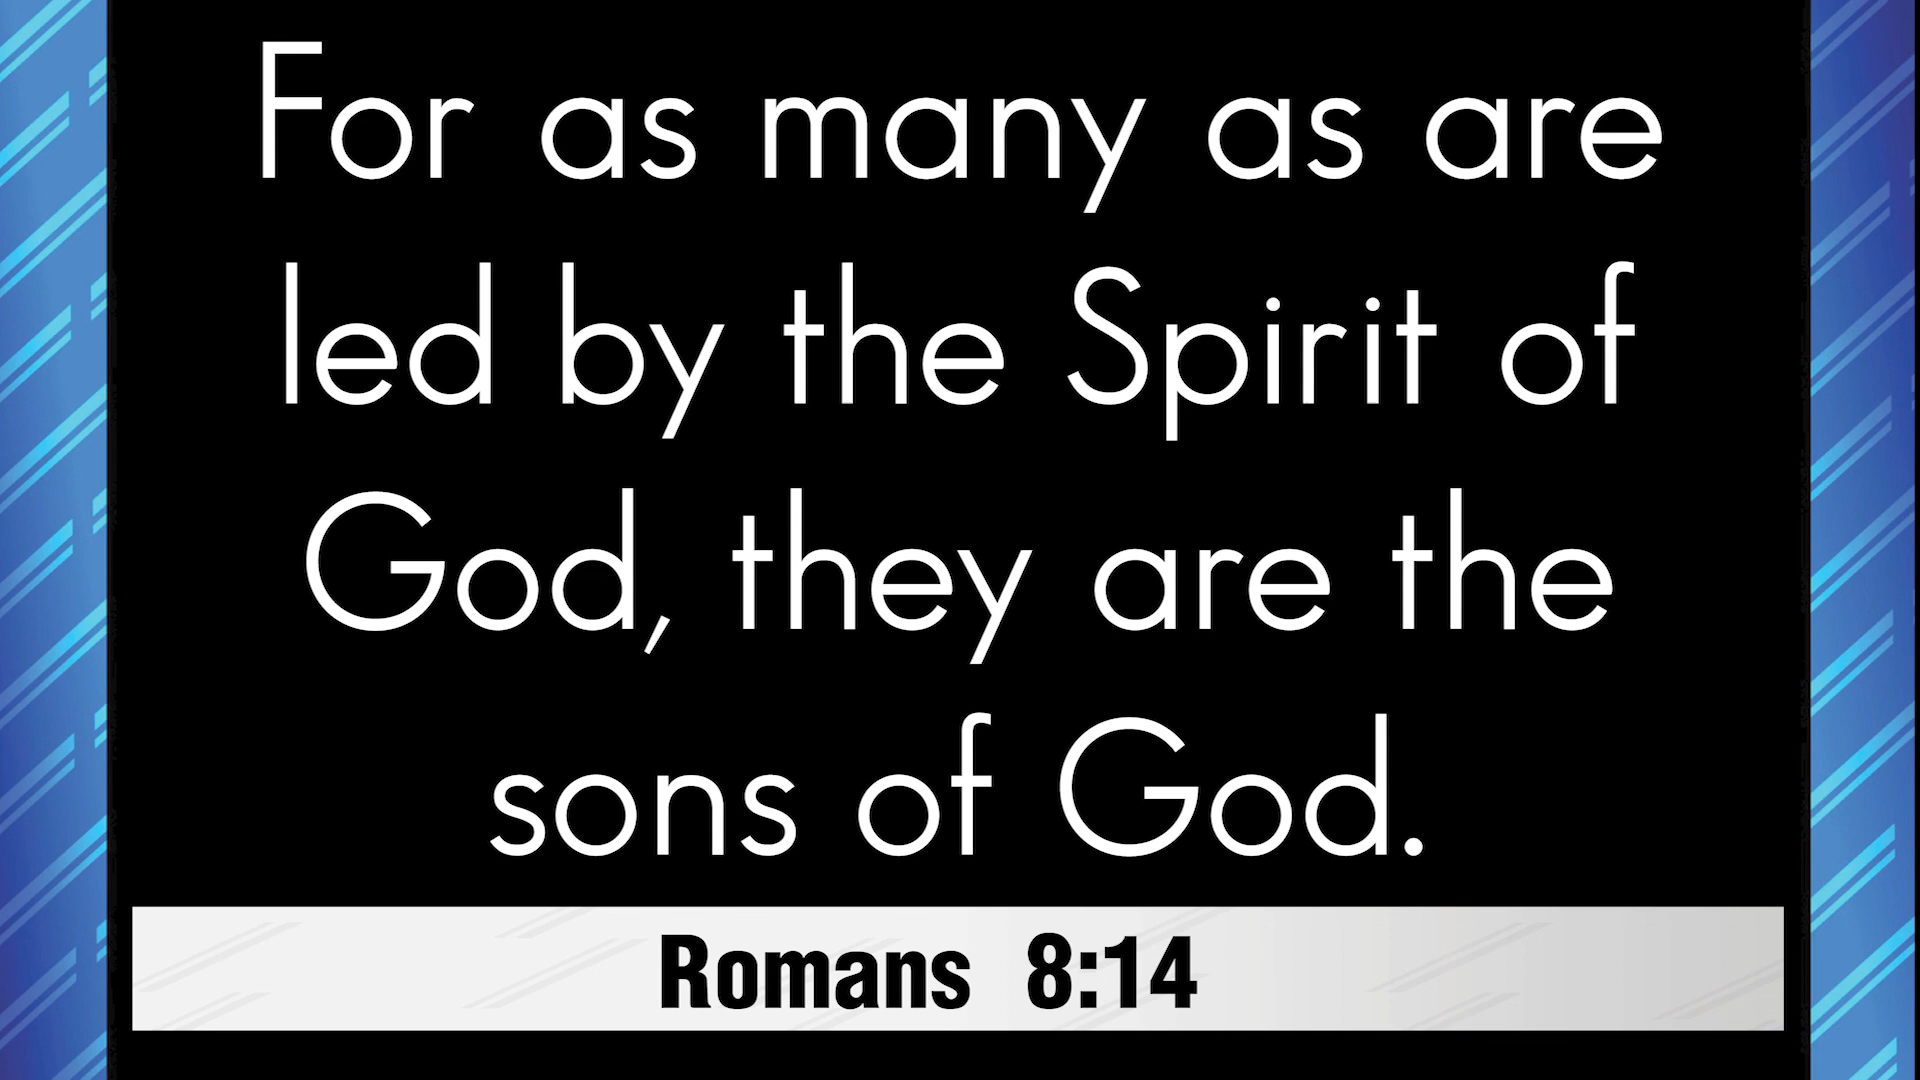 For as many as are
led by the Spirit of
God, they are the
sons of God.
Romans 8:14